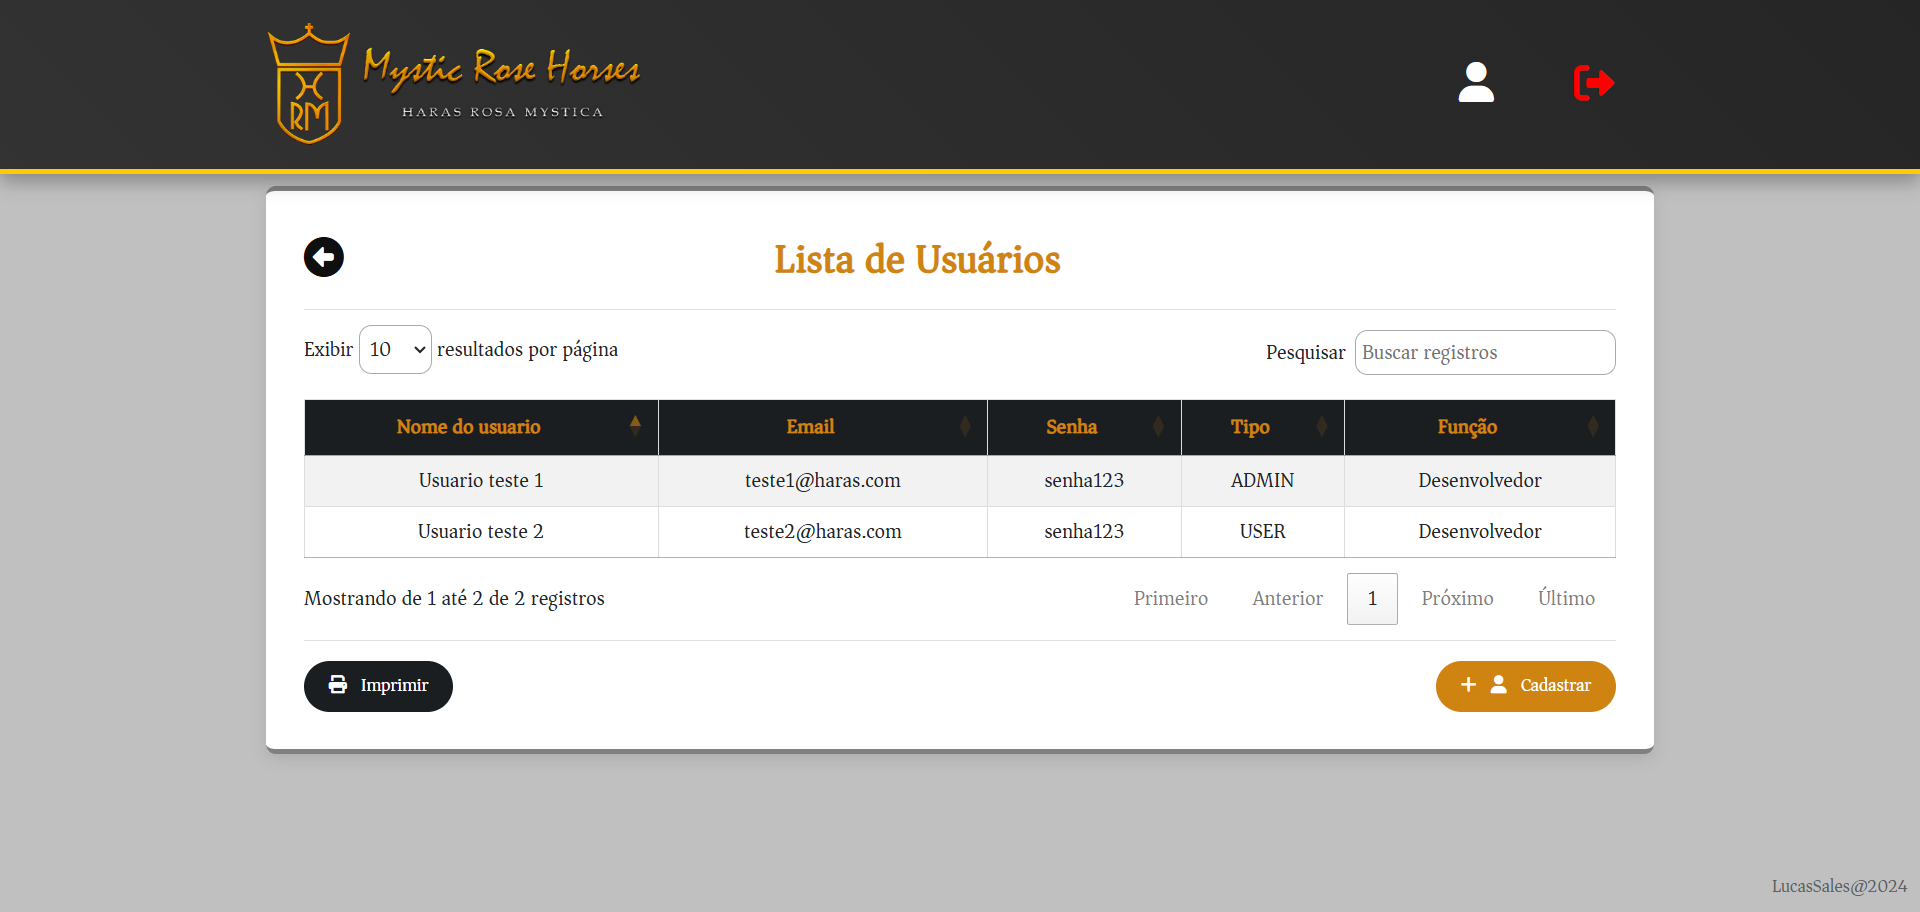 Mystic Rose Horses
HARAS ROSA MYSTICA
RM
Lista de Usuários
Exibir 10 resultados por página
Pesquisar Buscar registros
Nome do usuario Email Senha Tipo Função
Usuario teste 1 teste1@haras.com senha123 ADMIN Desenvolvedor
Usuario teste 2 teste2@haras.com senha123 USER Desenvolvedor
Mostrando de 1 até 2 de 2 registros
Primeiro Anterior 1 Próximo Último
Imprimir
Cadastrar
LucasSales@2024